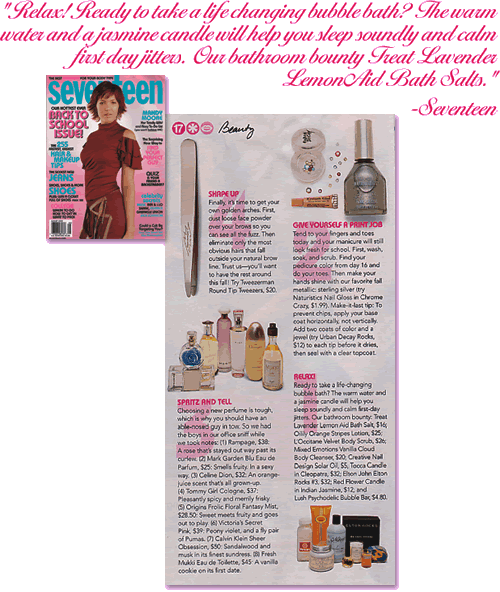 "Relax! Ready to take a life changing bubble bath? The warm
water and a jasmine candle will help you sleep soundly and calm
first day jitters. Our bathroom bounty Treat Lavender
LemonAid Bath Salts."
-Seventeen
seventeen
OUR HOTTEST EVER
BACK TO
SCHOOL
ISSUE!
THE 255
HAIR &
MAKEUP
TIPS
JEANS
SHOES
MANDY
MOORE
QUIZ
17 Beauty
SHAPE UP
Finally, it's time to get your
own golden arches. First,
dust loose face powder
over your brows so you
can see all the fuzz. Then
eliminate only the most
obvious hairs that fall
outside your natural brow
line. Trust us—you'll want
to have the rest around
this fall! Try Tweezerman
Round Tip Tweezers, $20.
GIVE YOURSELF A PRINT JOB
Tend to your fingers and toes
today and your manicure will still
look fresh for school. First, wash,
soak, and scrub. Find your
pedicure color from day 16 and
do your toes. Then make your
hands shine with our favorite fall
metallic: sterling silver (try
Naturistics Nail Gloss in Chrome
Crazy, $1.99). Make-it-last tip: To
prevent chips, apply your base
coat horizontally, not vertically.
Add two coats of color and a
jewel (try Urban Decay Rocks,
$12) to each tip before it dries,
then seal with a clear topcoat.
SPRITZ AND TELL
Choosing a new perfume is tough,
which is why you should have an
able-nosed guy in tow. So we had
the boys in our office sniff while
we took notes: (1) Rampage, $38:
A rose that's stayed out way past its
curfew. (2) Mark Garden Blu Eau de
Parfum, $25: Smells fruity. In a sexy
way. (3) Celine Dion, $32: An orange-
juice scent that's all grown-up.
(4) Tommy Girl Cologne, $37:
Pleasantly spicy and merrily frisky
(5) Origins Frolic Floral Fantasy Mist,
$28.50: Sweet meets fruity and goes
out to play. (6) Victoria's Secret
Pink, $39: Peony violet, and a fly pair
of Pumas. (7) Calvin Klein Sheer
Obsession, $50: Sandalwood and
musk in its finest sundress. (8) Fresh
Mukki Eau de Toilette, $45: A vanilla
cookie on its first date.
RELAX!
Ready to take a life-changing
bubble bath? The warm water and
a jasmine candle will help you
sleep soundly and calm first-day
jitters. Our bathroom bounty: Treat
Lavender Lemon Aid Bath Salt, $16;
Oilily Orange Stripes Lotion, $25;
L'Occitane Velvet Body Scrub, $26;
Mixed Emotions Vanilla Cloud
Body Cleanser, $20; Creative Nail
Design Solar Oil, $5; Tocca Candle
in Cleopatra, $32; Elton John Elton
Rocks #3, $32; Red Flower Candle
in Indian Jasmine, $12; and
Lush Psychodelic Bubble Bar, $4.80.